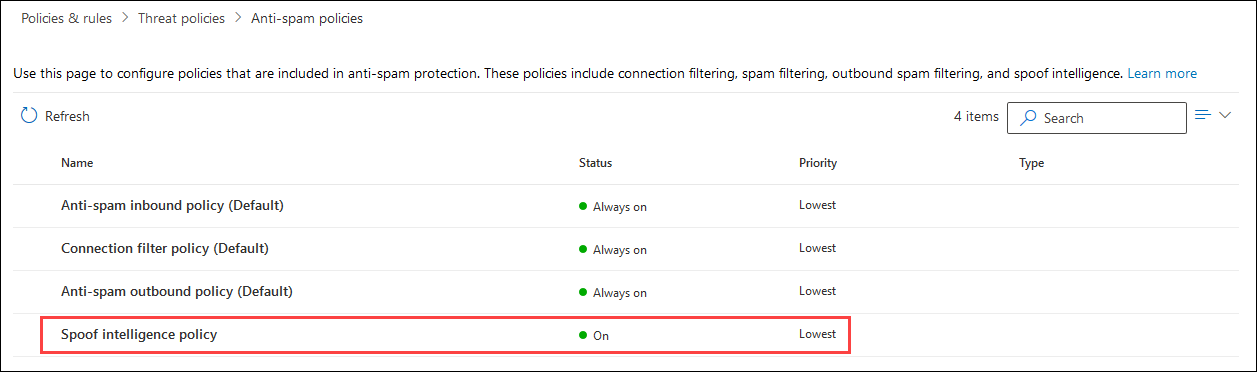 Policies & rules > Threat policies > Anti-spam policies
Use this page to configure policies that are included in anti-spam protection. These policies include connection filtering, spam filtering, outbound spam filtering, and spoof intelligence. Learn more
Refresh 4 items Search
Name Status Priority Type
Anti-spam inbound policy (Default) Always on Lowest
Connection filter policy (Default) Always on Lowest
Anti-spam outbound policy (Default) Always on Lowest
Spoof intelligence policy On Lowest